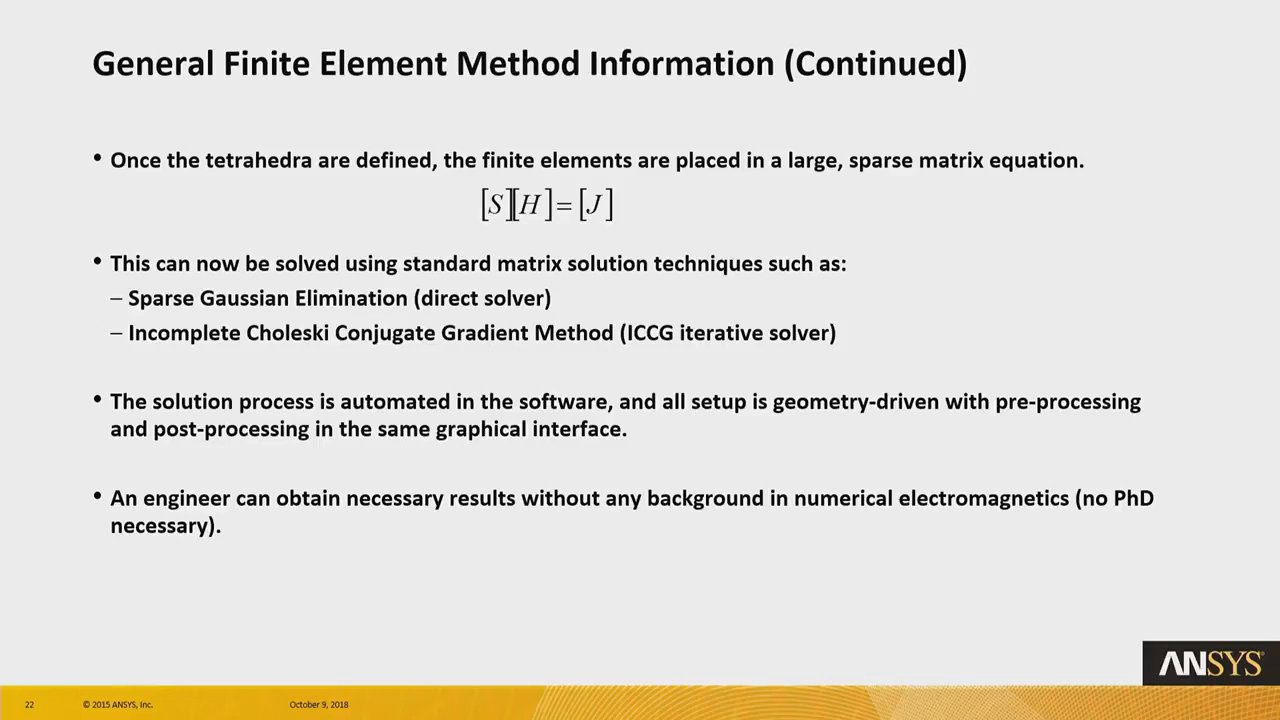 General Finite Element Method Information (Continued)
• Once the tetrahedra are defined, the finite elements are placed in a large, sparse matrix equation.
[S][H]=[J]
• This can now be solved using standard matrix solution techniques such as:
– Sparse Gaussian Elimination (direct solver)
– Incomplete Choleski Conjugate Gradient Method (ICCG iterative solver)
• The solution process is automated in the software, and all setup is geometry-driven with pre-processing
and post-processing in the same graphical interface.
• An engineer can obtain necessary results without any background in numerical electromagnetics (no PhD
necessary).
ANSYS
22 © 2015 ANSYS, Inc. October 9, 2018